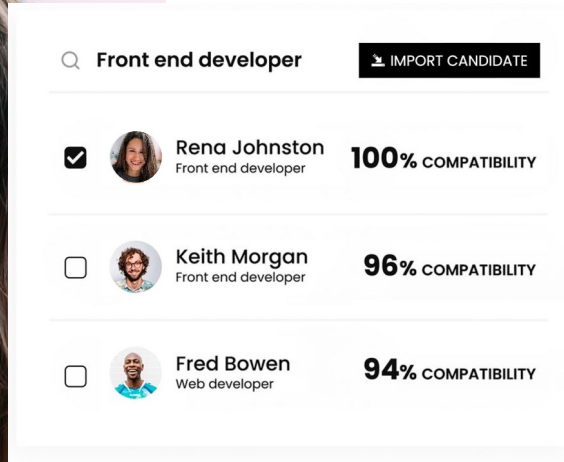 Front end developer
IMPORT CANDIDATE
Rena Johnston
Front end developer
100% COMPATIBILITY
Keith Morgan
Front end developer
96% COMPATIBILITY
Fred Bowen
Web developer
94% COMPATIBILITY